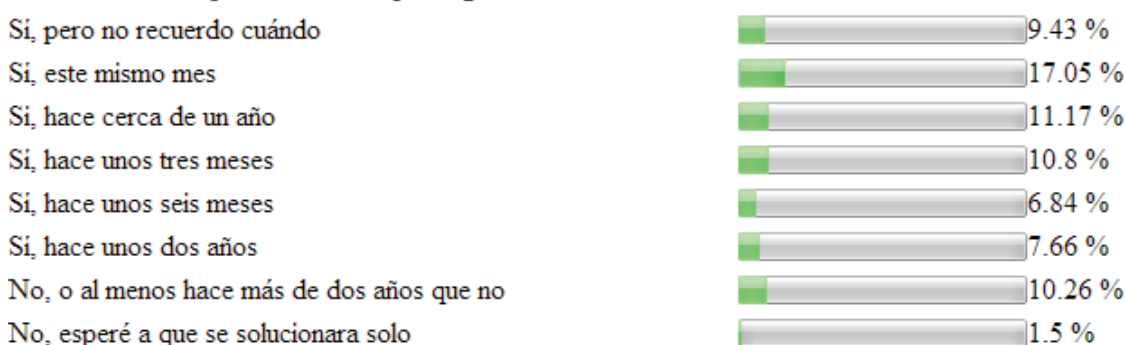 Sí, pero no recuerdo cuándo 9.43 %
Sí, este mismo mes 17.05 %
Sí, hace cerca de un año 11.17 %
Sí, hace unos tres meses 10.8 %
Sí, hace unos seis meses 6.84 %
Sí, hace unos dos años 7.66 %
No, o al menos hace más de dos años que no 10.26 %
No, esperé a que se solucionara solo 1.5 %